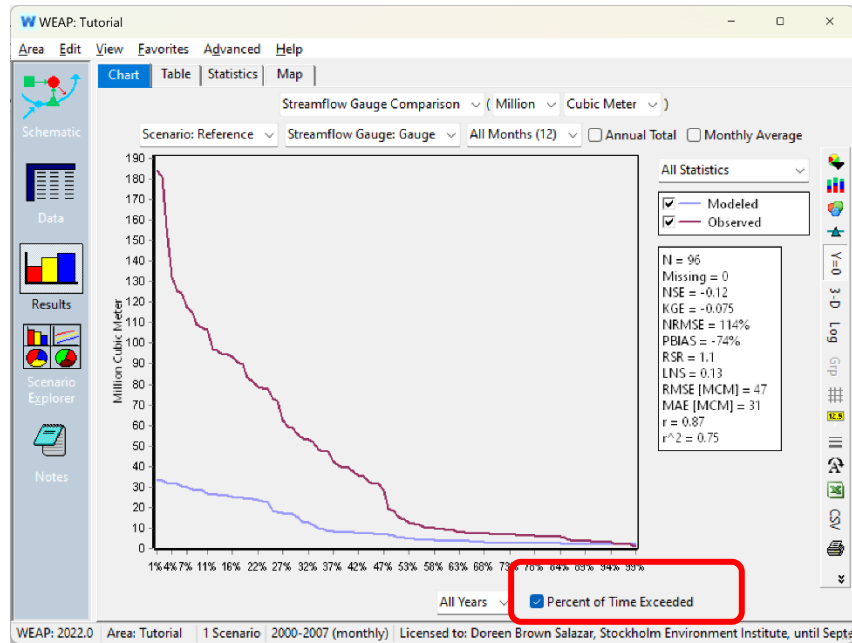 WEAP: Tutorial
Area Edit View Favorites Advanced Help
Chart Table Statistics Map
Streamflow Gauge Comparison ( Million Cubic Meter )
Scenario: Reference Streamflow Gauge: Gauge All Months (12) Annual Total Monthly Average
Schematic
Data
Results
Scenario
Explorer
Notes
190
180
170
160
150
140
130
120
110
100
90
80
70
60
50
40
30
20
10
0
Million Cubic Meter
1% 4% 7% 11% 16% 22% 27% 32% 37% 42% 47% 53% 58% 63% 68% 73% 78% 84% 89% 94% 99%
All Statistics
Modeled
Observed
N = 96
Missing = 0
NSE = -0.12
KGE = -0.075
NRMSE = 114%
PBIAS = -74%
RSR = 1.1
LNS = 0.13
RMSE [MCM] = 47
MAE [MCM] = 31
r = 0.87
r^2 = 0.75
Y=0
3-D
Log
Grp
12.5
CSV
All Years Percent of Time Exceeded
WEAP: 2022.0 Area: Tutorial 1 Scenario 2000-2007 (monthly) Licensed to: Doreen Brown Salazar, Stockholm Environment Institute, until Septe